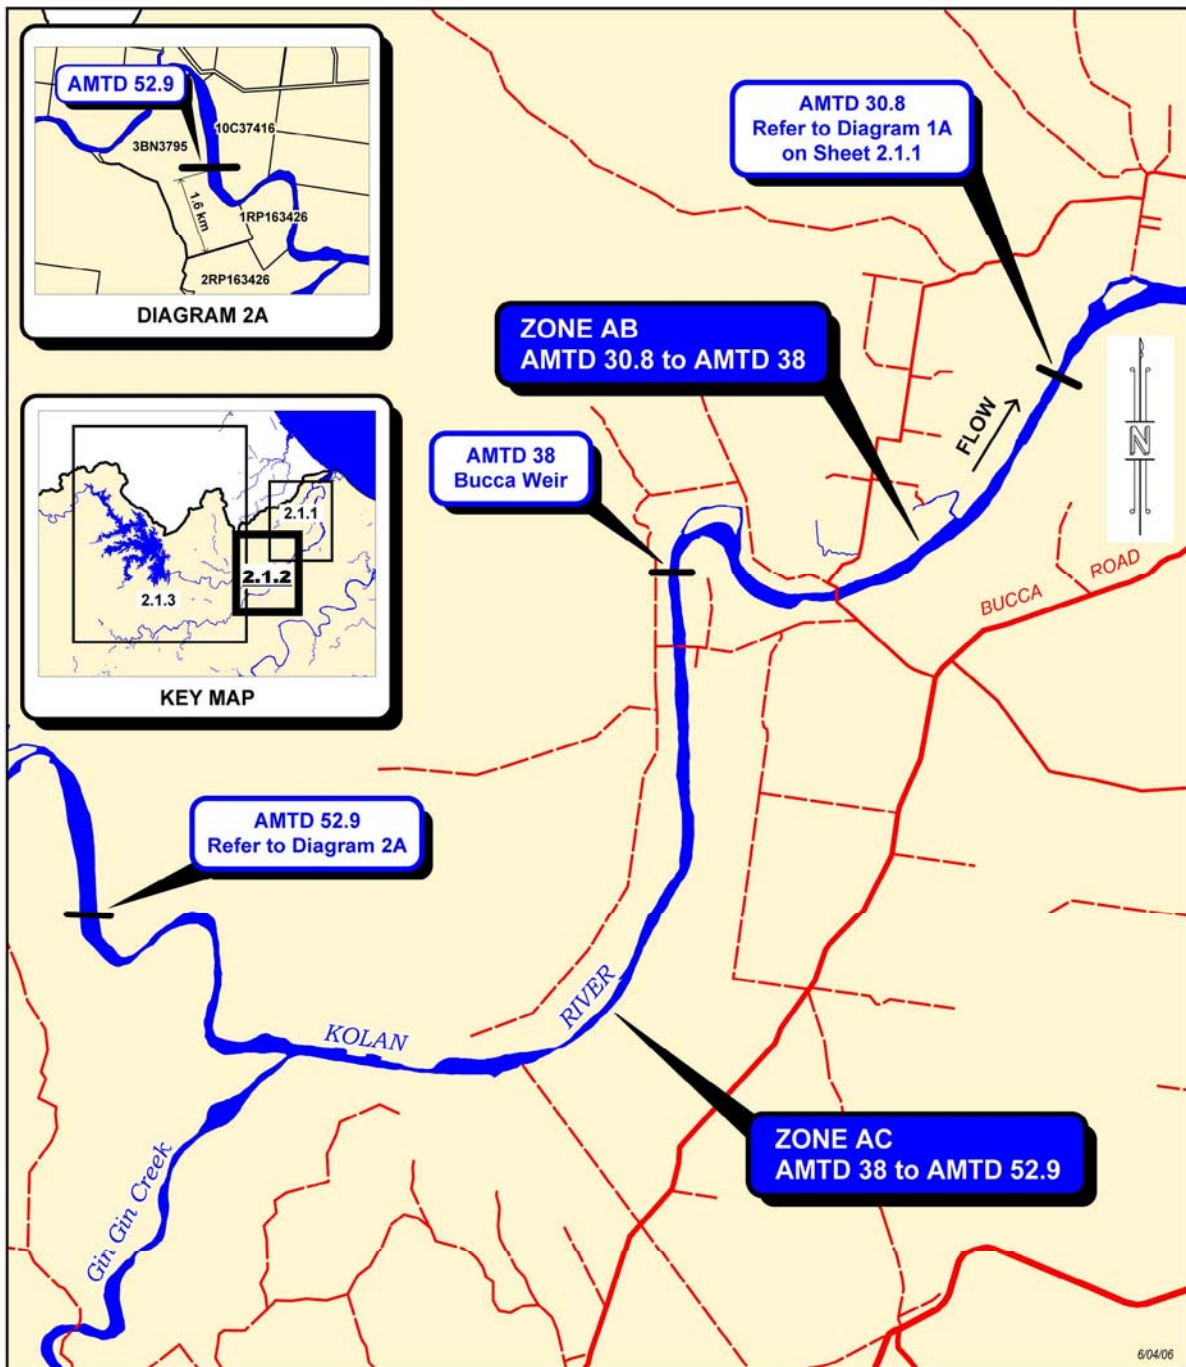 AMTD 52.9
10C37416
3BN3795
1.6 km
1RP163426
2RP163426
DIAGRAM 2A
AMTD 30.8
Refer to Diagram 1A
on Sheet 2.1.1
ZONE AB
AMTD 30.8 to AMTD 38
FLOW
N
AMTD 38
Bucca Weir
2.1.1
2.1.2
2.1.3
KEY MAP
BUCCA ROAD
AMTD 52.9
Refer to Diagram 2A
KOLAN RIVER
Gin Gin Creek
ZONE AC
AMTD 38 to AMTD 52.9
6/04/06